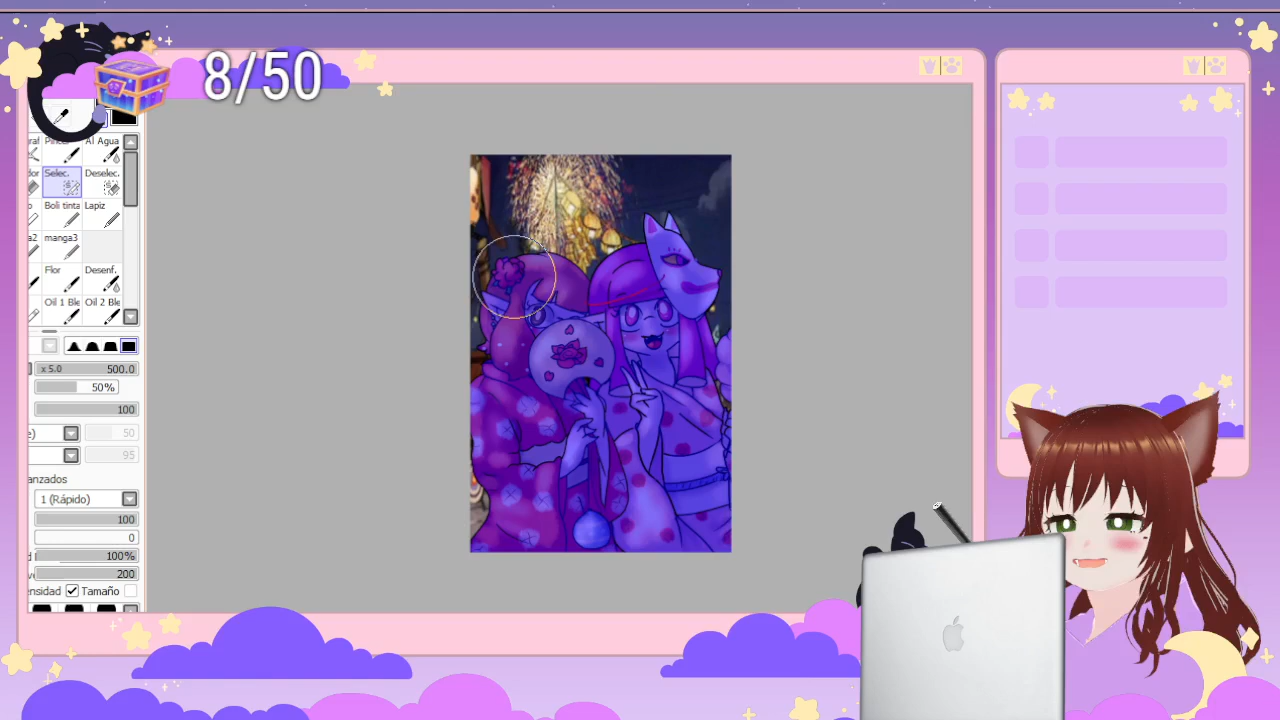 8/50
Al Agua
Selec.
Deselec.
Boli tinta
Lapiz
manga3
Flor
Desenf.
Oil 1 Ble
Oil 2 Ble
x 5.0
500.0
50%
100
50
95
anzados
1 (Rápido)
100
0
100%
200
ensidad
Tamaño